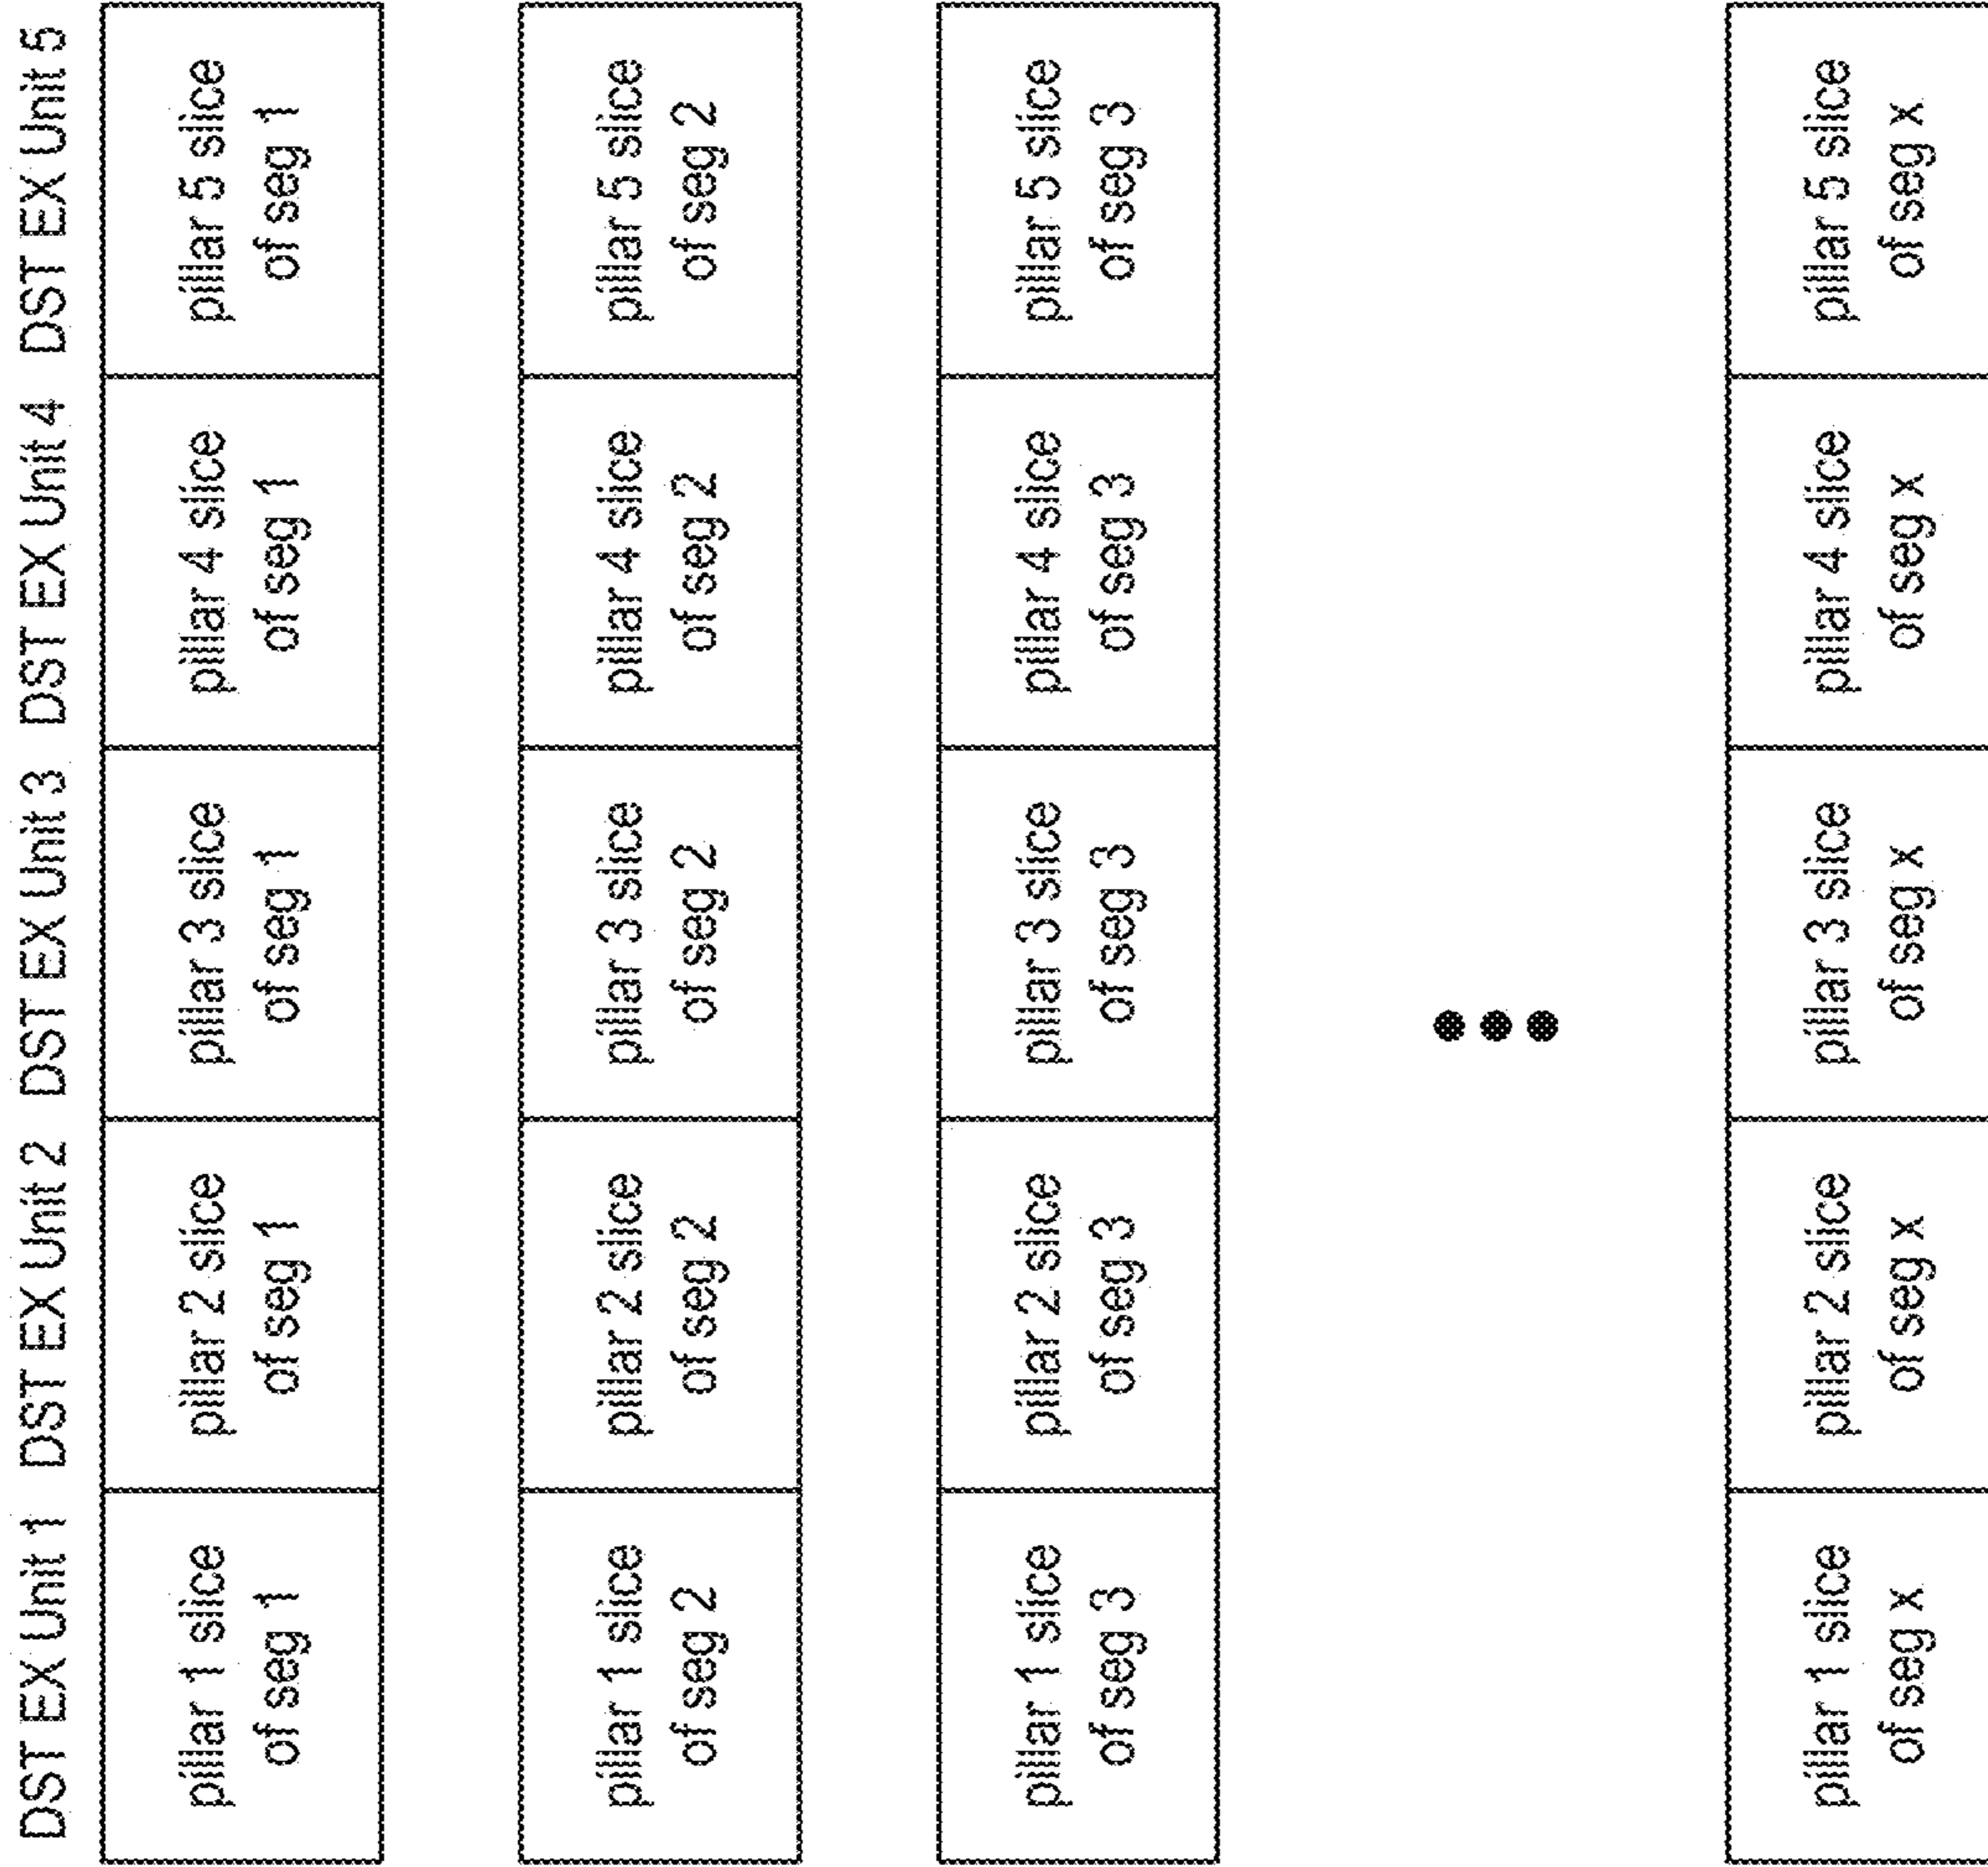 DST EX Unit 1 DST EX Unit 2 DST EX Unit 3 DST EX Unit 4 DST EX Unit 5
pillar 1 slice
of seg 1
pillar 2 slice
of seg 1
pillar 3 slice
of seg 1
pillar 4 slice
of seg 1
pillar 5 slice
of seg 1
pillar 1 slice
of seg 2
pillar 2 slice
of seg 2
pillar 3 slice
of seg 2
pillar 4 slice
of seg 2
pillar 5 slice
of seg 2
pillar 1 slice
of seg 3
pillar 2 slice
of seg 3
pillar 3 slice
of seg 3
pillar 4 slice
of seg 3
pillar 5 slice
of seg 3
pillar 1 slice
of seg x
pillar 2 slice
of seg x
pillar 3 slice
of seg x
pillar 4 slice
of seg x
pillar 5 slice
of seg x